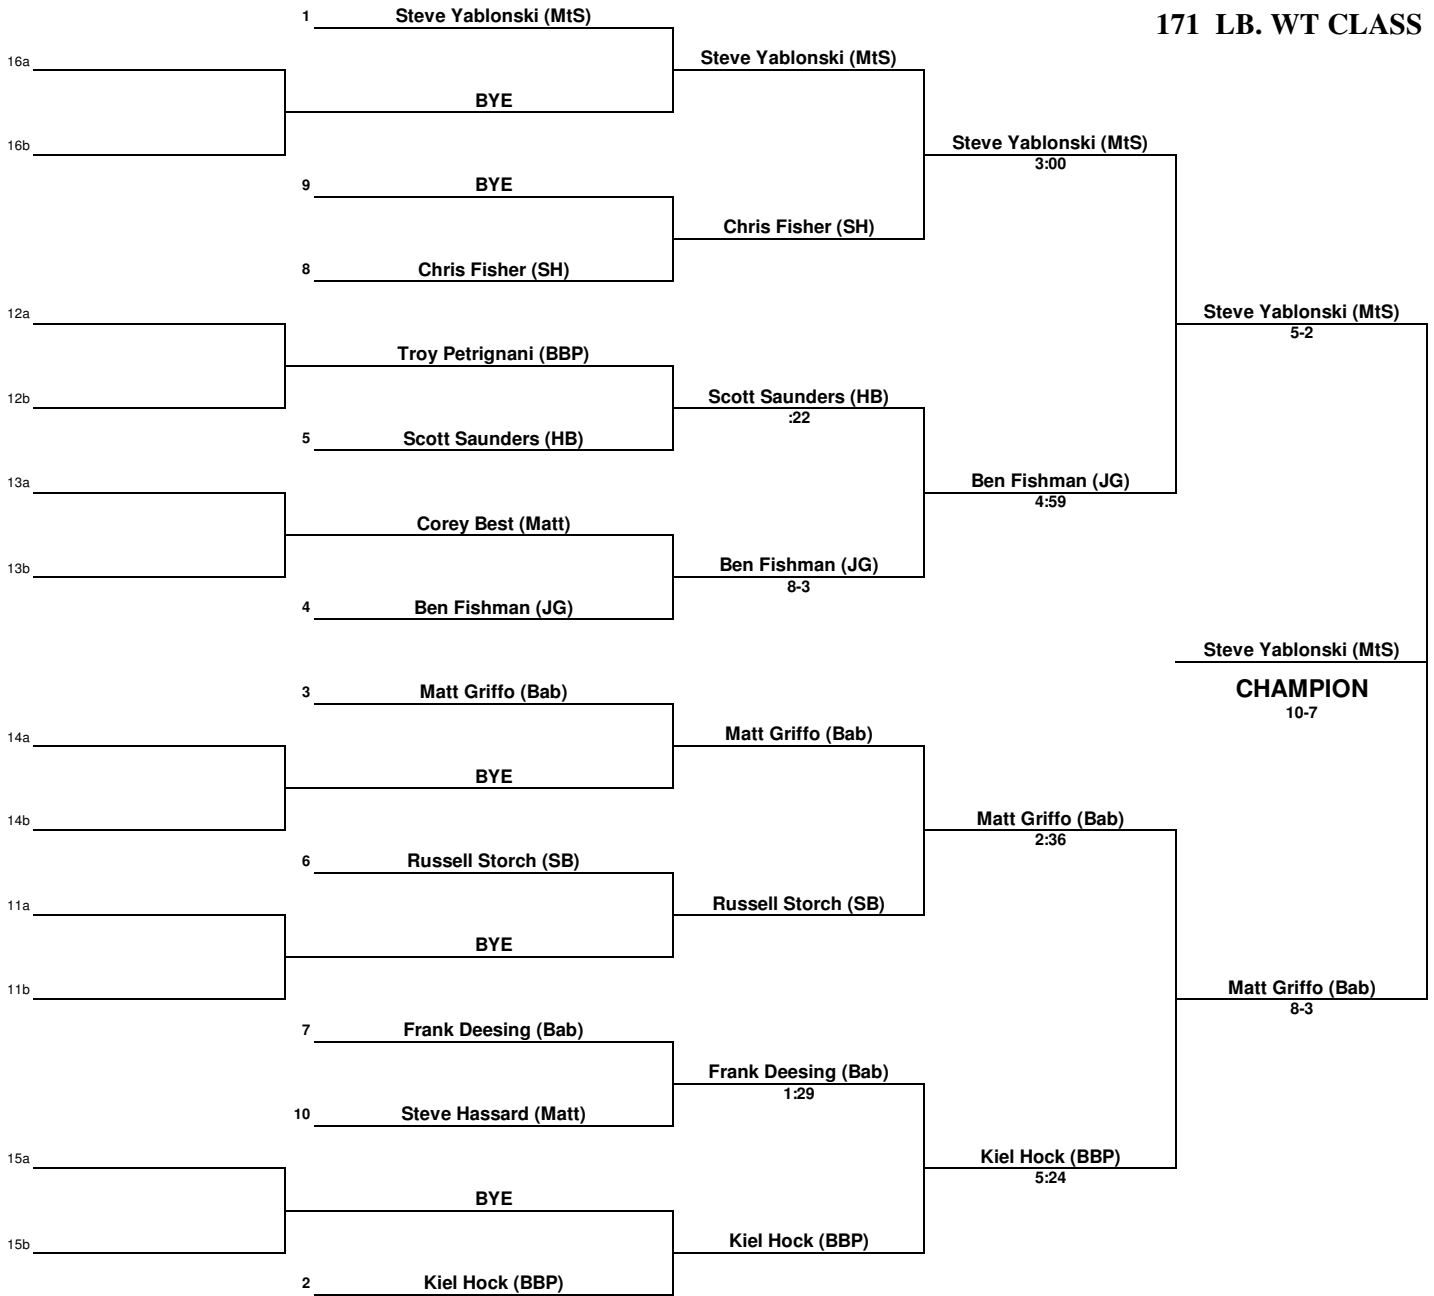 171 LB. WT CLASS
1 Steve Yablonski (MtS)
16a
Steve Yablonski (MtS)
BYE
16b
Steve Yablonski (MtS)
3:00
9 BYE
Chris Fisher (SH)
8 Chris Fisher (SH)
12a
Steve Yablonski (MtS)
5-2
Troy Petrignani (BBP)
12b
Scott Saunders (HB)
:22
5 Scott Saunders (HB)
13a
Ben Fishman (JG)
4:59
Corey Best (Matt)
13b
Ben Fishman (JG)
8-3
4 Ben Fishman (JG)
Steve Yablonski (MtS)
CHAMPION
10-7
3 Matt Griffo (Bab)
14a
Matt Griffo (Bab)
BYE
14b
Matt Griffo (Bab)
2:36
6 Russell Storch (SB)
11a
Russell Storch (SB)
BYE
11b
Matt Griffo (Bab)
8-3
7 Frank Deesing (Bab)
Frank Deesing (Bab)
1:29
10 Steve Hassard (Matt)
15a
Kiel Hock (BBP)
5:24
BYE
15b
Kiel Hock (BBP)
2 Kiel Hock (BBP)